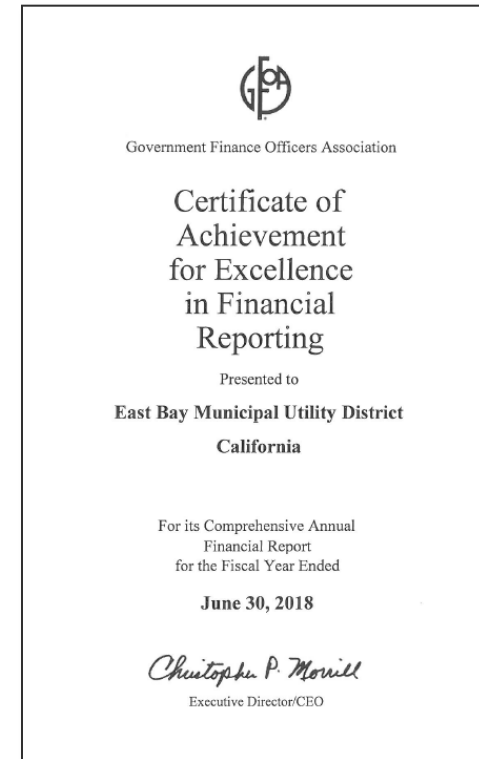 GFOA
Government Finance Officers Association
Certificate of
Achievement
for Excellence
in Financial
Reporting
Presented to
East Bay Municipal Utility District
California
For its Comprehensive Annual
Financial Report
for the Fiscal Year Ended
June 30, 2018
Christopher P. Morrill
Executive Director/CEO